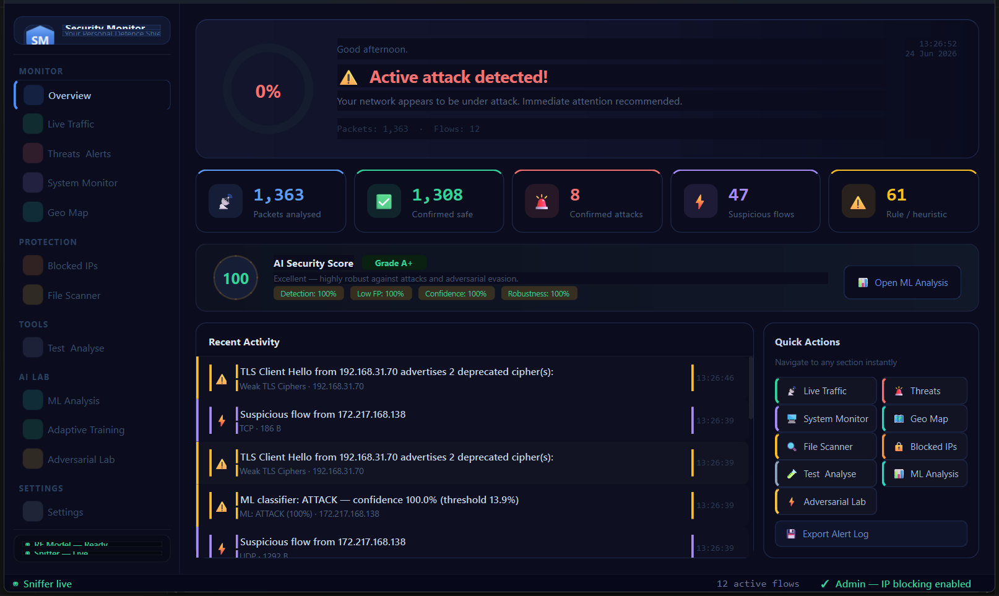 SM
Security Monitor
Your Personal Defence Shie
MONITOR
Overview
Live Traffic
Threats  Alerts
System Monitor
Geo Map
PROTECTION
Blocked IPs
File Scanner
TOOLS
Test  Analyse
AI LAB
ML Analysis
Adaptive Training
Adversarial Lab
SETTINGS
Settings
RF Model — Ready
Sniffer — Live
0%
Good afternoon.
Active attack detected!
Your network appears to be under attack. Immediate attention recommended.
Packets: 1,363  ·  Flows: 12
13:26:52
24 Jun 2026
1,363
Packets analysed
1,308
Confirmed safe
8
Confirmed attacks
47
Suspicious flows
61
Rule / heuristic
100
AI Security Score
Grade A+
Excellent — highly robust against attacks and adversarial evasion.
Detection: 100%
Low FP: 100%
Confidence: 100%
Robustness: 100%
Open ML Analysis
Recent Activity
TLS Client Hello from 192.168.31.70 advertises 2 deprecated cipher(s):
Weak TLS Ciphers · 192.168.31.70
13:26:46
Suspicious flow from 172.217.168.138
TCP · 186 B
13:26:39
TLS Client Hello from 192.168.31.70 advertises 2 deprecated cipher(s):
Weak TLS Ciphers · 192.168.31.70
13:26:39
ML classifier: ATTACK — confidence 100.0% (threshold 13.9%)
ML: ATTACK (100%) · 172.217.168.138
13:26:39
Suspicious flow from 172.217.168.138
UDP · 1292 B
13:26:39
Quick Actions
Navigate to any section instantly
Live Traffic
Threats
System Monitor
Geo Map
File Scanner
Blocked IPs
Test  Analyse
ML Analysis
Adversarial Lab
Export Alert Log
Sniffer live
12 active flows
✓ Admin — IP blocking enabled